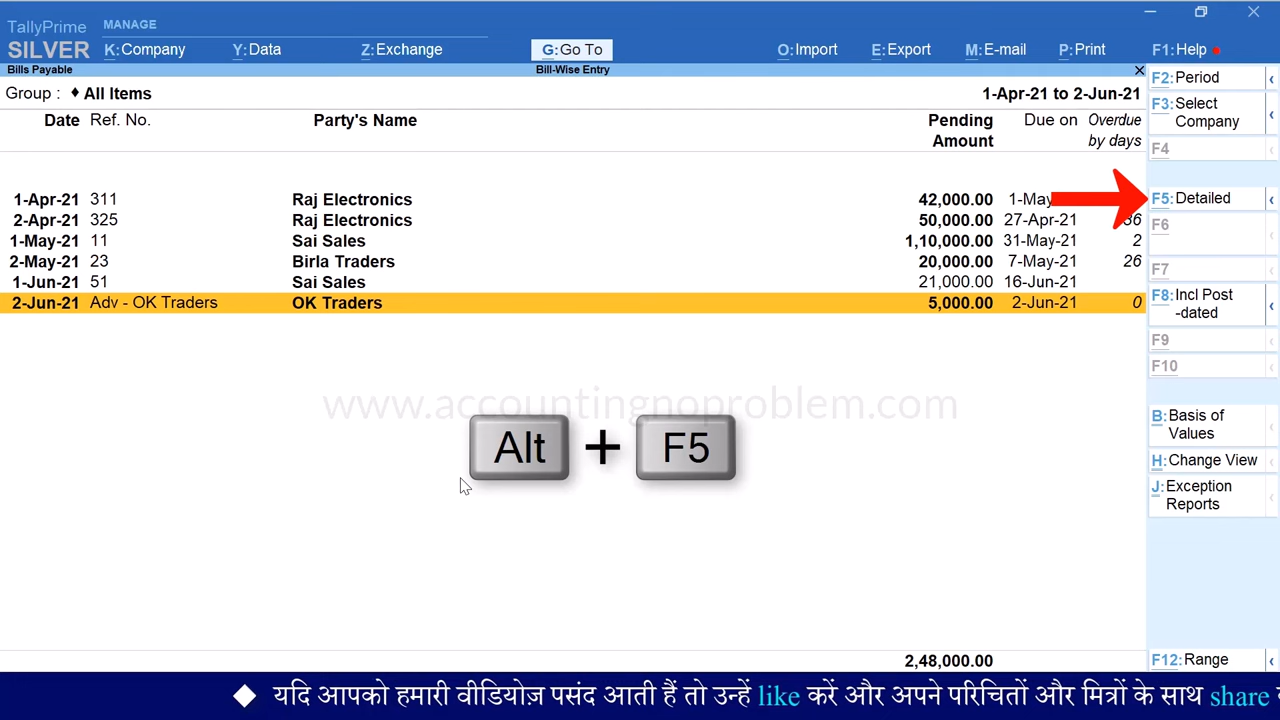 TallyPrime MANAGE
SILVER K:Company Y:Data Z:Exchange G:Go To O:Import E:Export M:E-mail P:Print F1:Help
Bills Payable Bill-Wise Entry
Group : ♦ All Items 1-Apr-21 to 2-Jun-21
Date Ref. No. Party's Name Pending Amount Due on Overdue by days
1-Apr-21 311 Raj Electronics 42,000.00 1-May
2-Apr-21 325 Raj Electronics 50,000.00 27-Apr-21 36
1-May-21 11 Sai Sales 1,10,000.00 31-May-21 2
2-May-21 23 Birla Traders 20,000.00 7-May-21 26
1-Jun-21 51 Sai Sales 21,000.00 16-Jun-21
2-Jun-21 Adv - OK Traders OK Traders 5,000.00 2-Jun-21 0
www.accountingnoproblem.com
Alt + F5
2,48,000.00
F2:Period
F3:Select
Company
F4
F5:Detailed
F6
F7
F8:Incl Post
-dated
F9
F10
B:Basis of
Values
H:Change View
J:Exception
Reports
F12:Range
◆ यदि आपको हमारी वीडियोज़ पसंद आती हैं तो उन्हें like करें और अपने परिचितों और मित्रों के साथ share